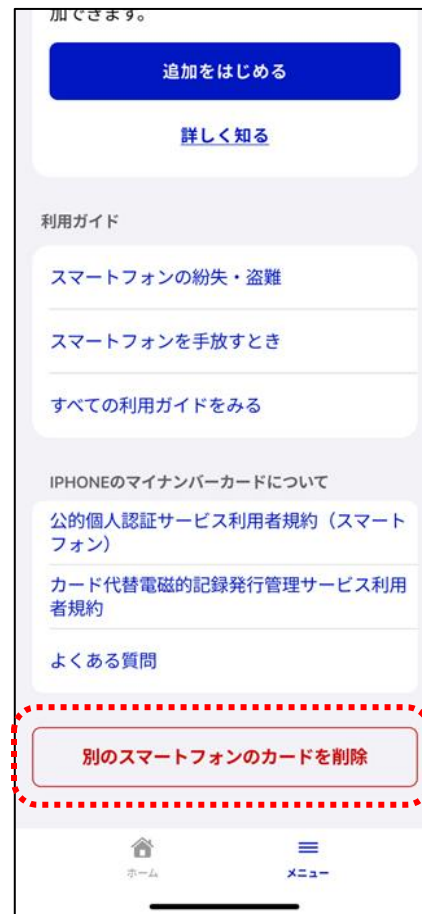 加できます。
追加をはじめる
詳しく知る
利用ガイド
スマートフォンの紛失・盗難
スマートフォンを手放すとき
すべての利用ガイドをみる
IPHONEのマイナンバーカードについて
公的個人認証サービス利用者規約（スマート
フォン）
カード代替電磁的記録発行管理サービス利用
者規約
よくある質問
別のスマートフォンのカードを削除
ホーム
メニュー